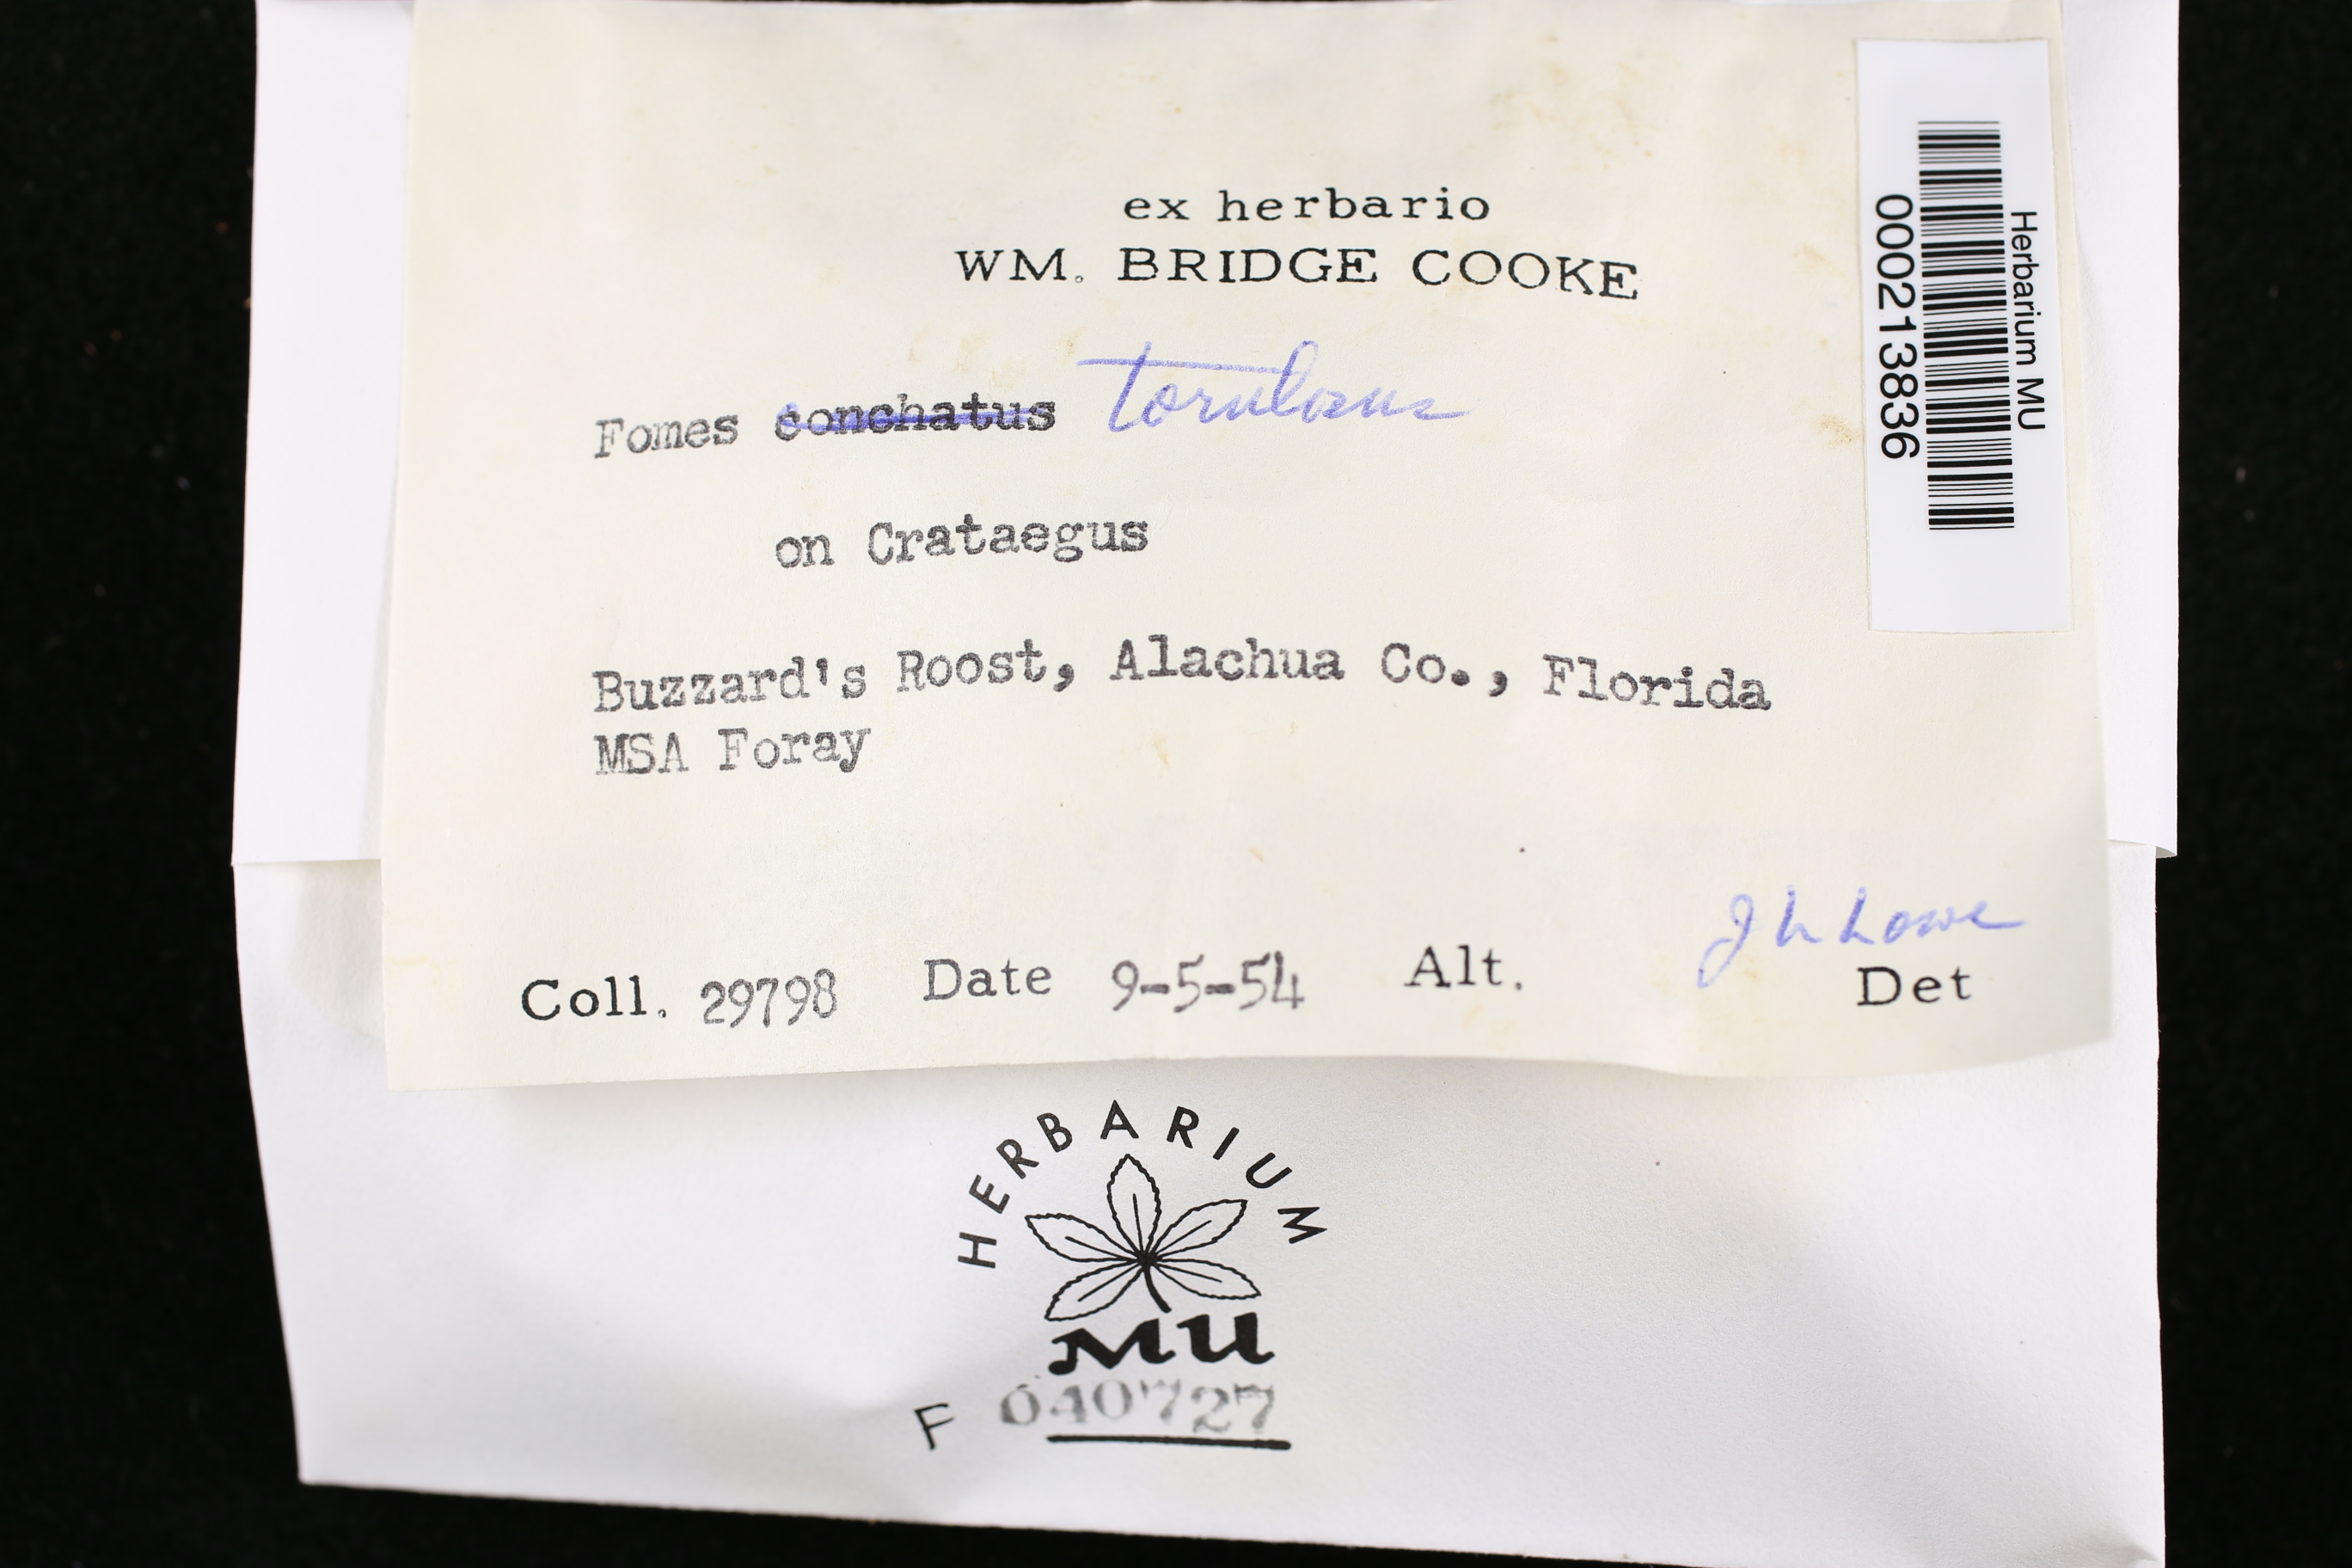 ex herbario
WM. BRIDGE COOKE
Fomes conchatus torulosus
on Crataegus
Buzzard's Roost, Alachua Co., Florida
MSA Foray
J L Lowe
Coll. 29798 Date 9-5-54 Alt. Det
Herbarium MU
000213836
HERBARIUM
MU
F 040727